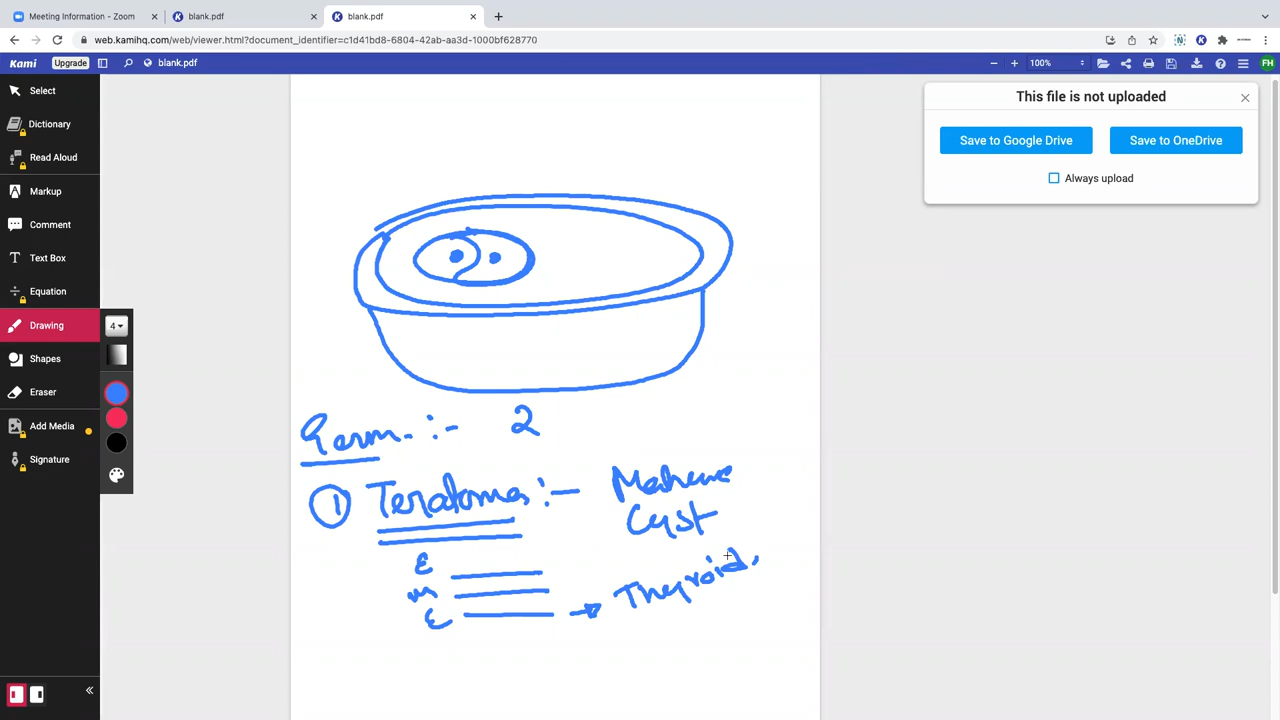 Meeting Information - Zoom
blank.pdf
blank.pdf
web.kamihq.com/web/viewer.html?document_identifier=c1d41bd8-6804-42ab-aa3d-1000bf628770
Kami Upgrade blank.pdf
100%
FH
Select
Dictionary
Read Aloud
Markup
Comment
Text Box
Equation
Drawing
4
Shapes
Eraser
Add Media
Signature
This file is not uploaded
Save to Google Drive
Save to OneDrive
Always upload
Germ. :- 2
① Teratoma :- Mature
Cyst
E
M
E → Thyroid.